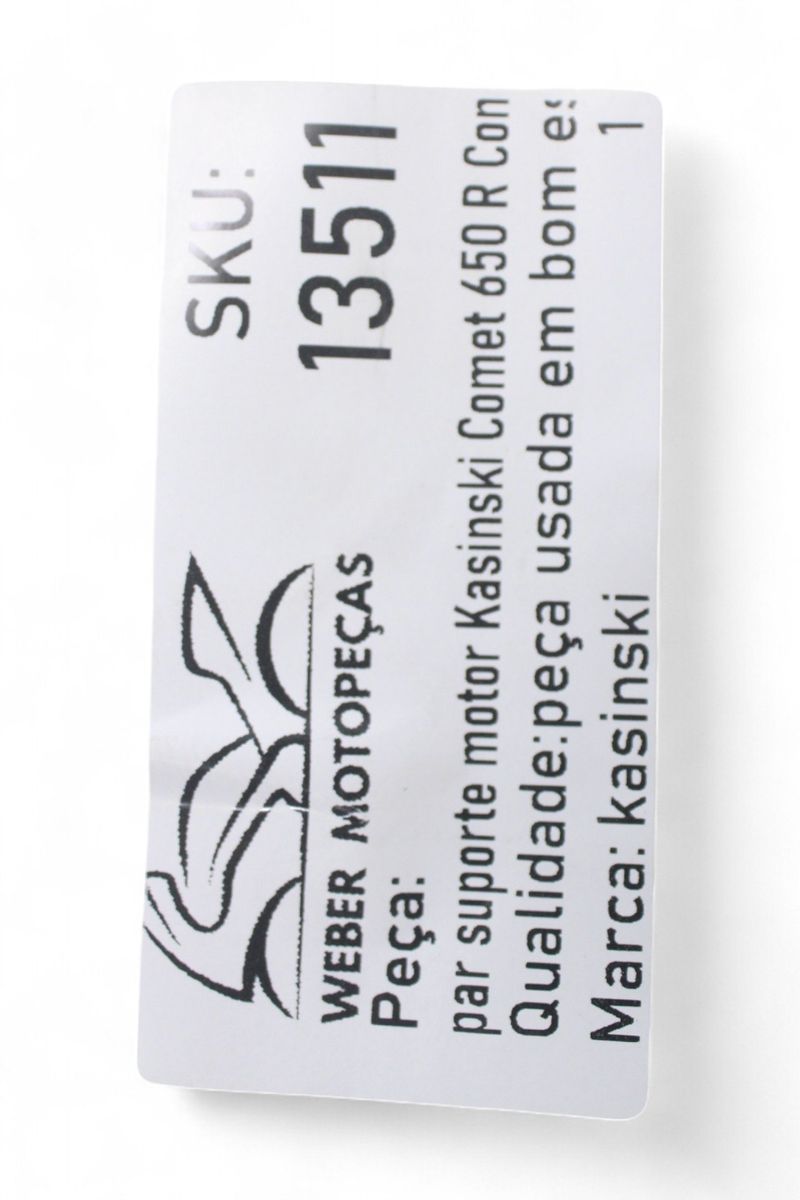 SKU:
13511
WEBER MOTOPEÇAS
Peça:
par suporte motor Kasinski Comet 650 R Con
Qualidade:peça usada em bom es
Marca: kasinski 1